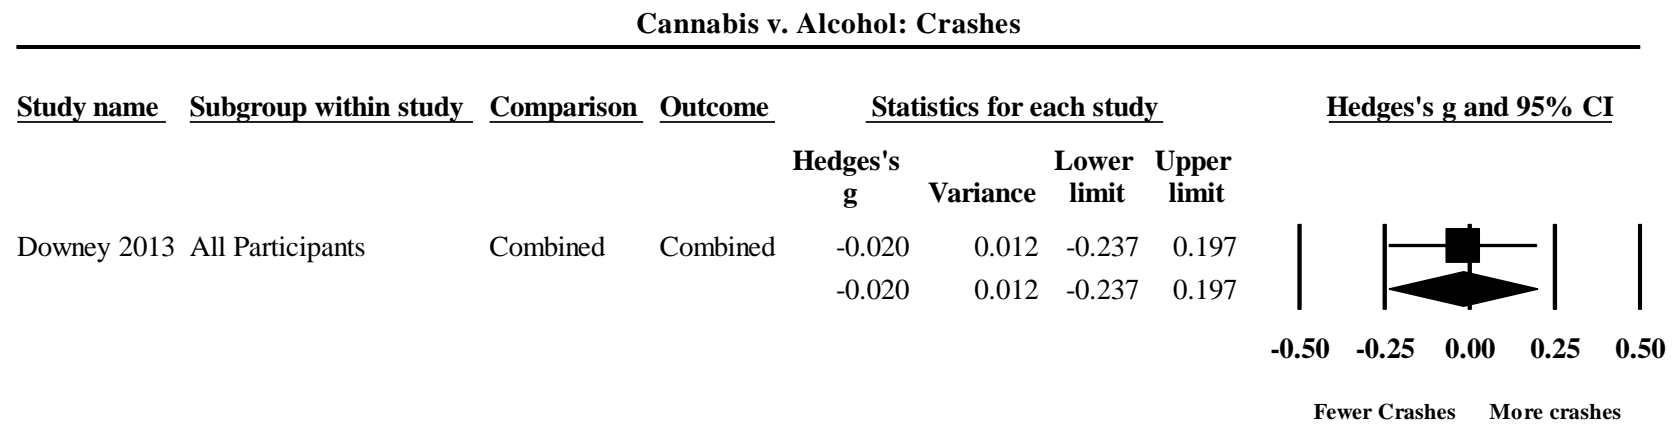 Cannabis v. Alcohol: Crashes
Study name Subgroup within study Comparison Outcome Statistics for each study Hedges's g and 95% CI
Hedges's Lower Upper
g Variance limit limit
Downey 2013 All Participants Combined Combined -0.020 0.012 -0.237 0.197
-0.020 0.012 -0.237 0.197
-0.50 -0.25 0.00 0.25 0.50
Fewer Crashes More crashes